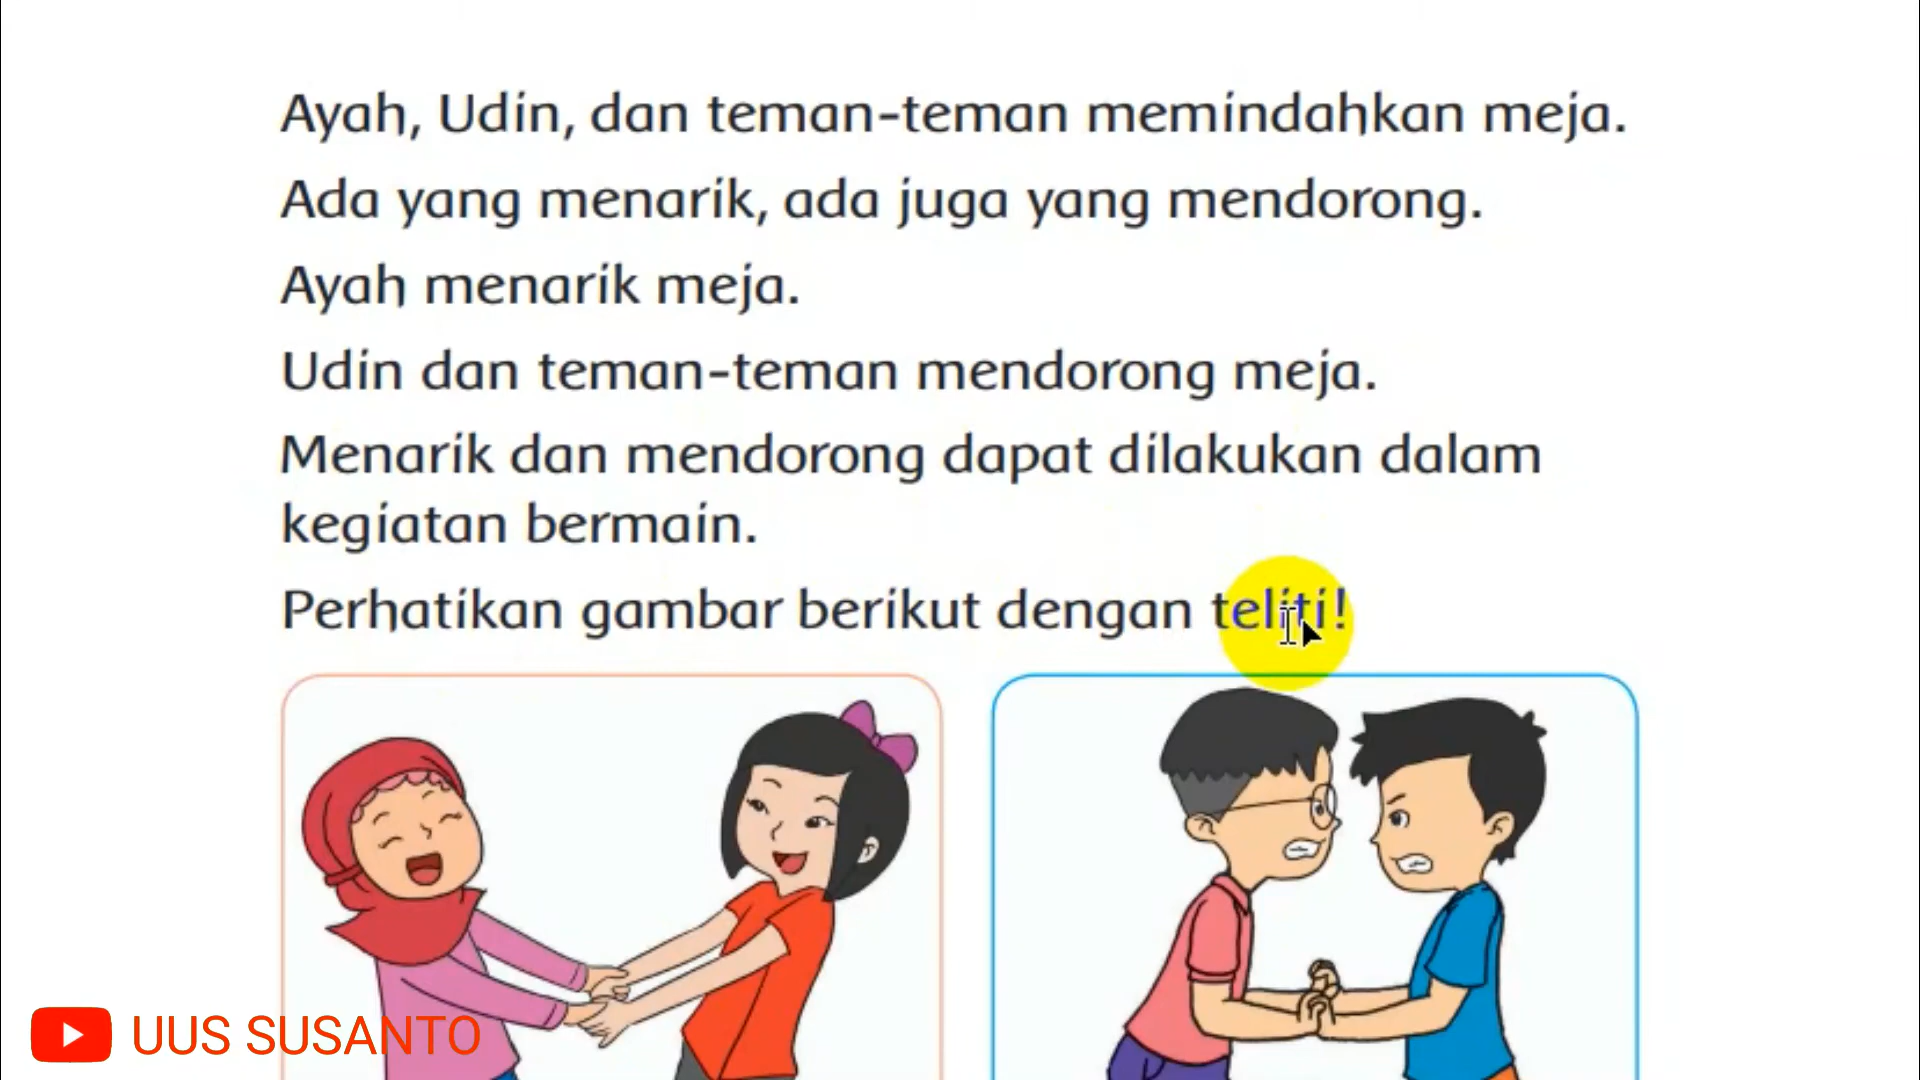 Ayah, Udin, dan teman-teman memindahkan meja.
Ada yang menarik, ada juga yang mendorong.
Ayah menarik meja.
Udin dan teman-teman mendorong meja.
Menarik dan mendorong dapat dilakukan dalam
kegiatan bermain.
Perhatikan gambar berikut dengan teliti!
UUS SUSANTO